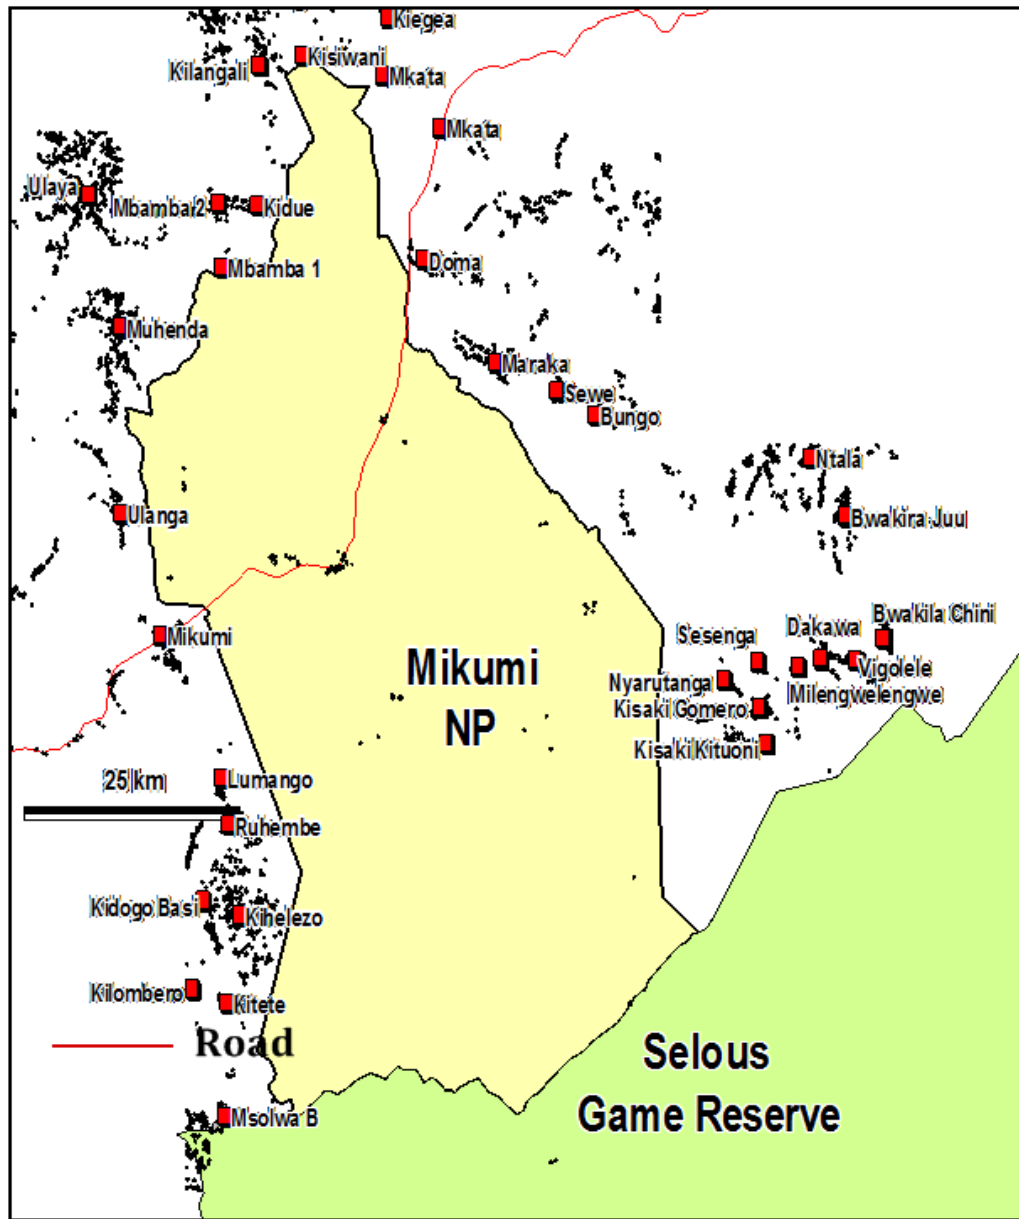 Kiegea
Kisiwani
Kilangali
Mkata
Mkata
Ulaya
Mbamba 2
Kidue
Doma
Mbamba 1
Muhenda
Maraka
Sewe
Bungo
Ntala
Ulanga
Bwakira Juu
Bwakila Chini
Mikumi
Sesenga
Dakawa
Vigolele
Mikumi
NP
Nyarutanga
Milengwelengwe
Kisaki Gomero
Kisaki Kituoni
25 km
Lumango
Ruhembe
Kidogo Basi
Kihelezo
Kilombero
Kitete
Road
Selous
Game Reserve
Msolwa B